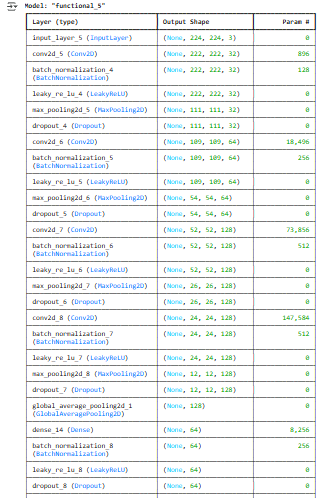 Model: "functional_5"
Layer (type) Output Shape Param #
input_layer_5 (InputLayer) (None, 224, 224, 3) 0
conv2d_5 (Conv2D) (None, 222, 222, 32) 896
batch_normalization_4 (None, 222, 222, 32) 128
(BatchNormalization)
leaky_re_lu_4 (LeakyReLU) (None, 222, 222, 32) 0
max_pooling2d_5 (MaxPooling2D) (None, 111, 111, 32) 0
dropout_4 (Dropout) (None, 111, 111, 32) 0
conv2d_6 (Conv2D) (None, 109, 109, 64) 18,496
batch_normalization_5 (None, 109, 109, 64) 256
(BatchNormalization)
leaky_re_lu_5 (LeakyReLU) (None, 109, 109, 64) 0
max_pooling2d_6 (MaxPooling2D) (None, 54, 54, 64) 0
dropout_5 (Dropout) (None, 54, 54, 64) 0
conv2d_7 (Conv2D) (None, 52, 52, 128) 73,856
batch_normalization_6 (None, 52, 52, 128) 512
(BatchNormalization)
leaky_re_lu_6 (LeakyReLU) (None, 52, 52, 128) 0
max_pooling2d_7 (MaxPooling2D) (None, 26, 26, 128) 0
dropout_6 (Dropout) (None, 26, 26, 128) 0
conv2d_8 (Conv2D) (None, 24, 24, 128) 147,584
batch_normalization_7 (None, 24, 24, 128) 512
(BatchNormalization)
leaky_re_lu_7 (LeakyReLU) (None, 24, 24, 128) 0
max_pooling2d_8 (MaxPooling2D) (None, 12, 12, 128) 0
dropout_7 (Dropout) (None, 12, 12, 128) 0
global_average_pooling2d_1 (None, 128) 0
(GlobalAveragePooling2D)
dense_14 (Dense) (None, 64) 8,256
batch_normalization_8 (None, 64) 256
(BatchNormalization)
leaky_re_lu_8 (LeakyReLU) (None, 64) 0
dropout_8 (Dropout) (None, 64) 0